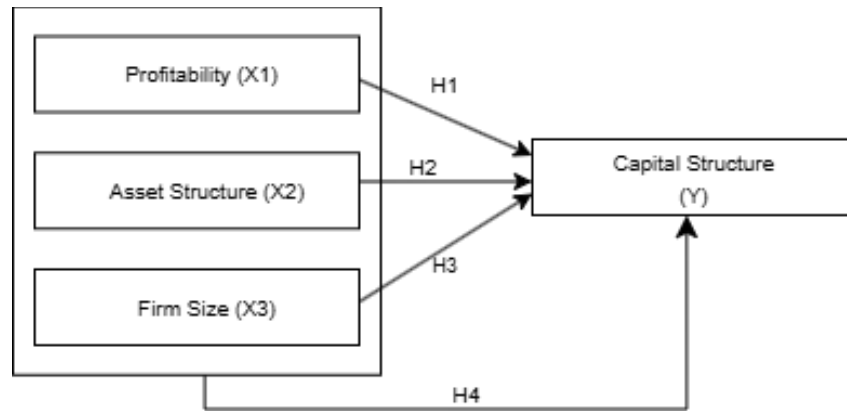 Profitability (X1)
H1
Asset Structure (X2)
H2
Capital Structure
(Y)
Firm Size (X3)
H3
H4